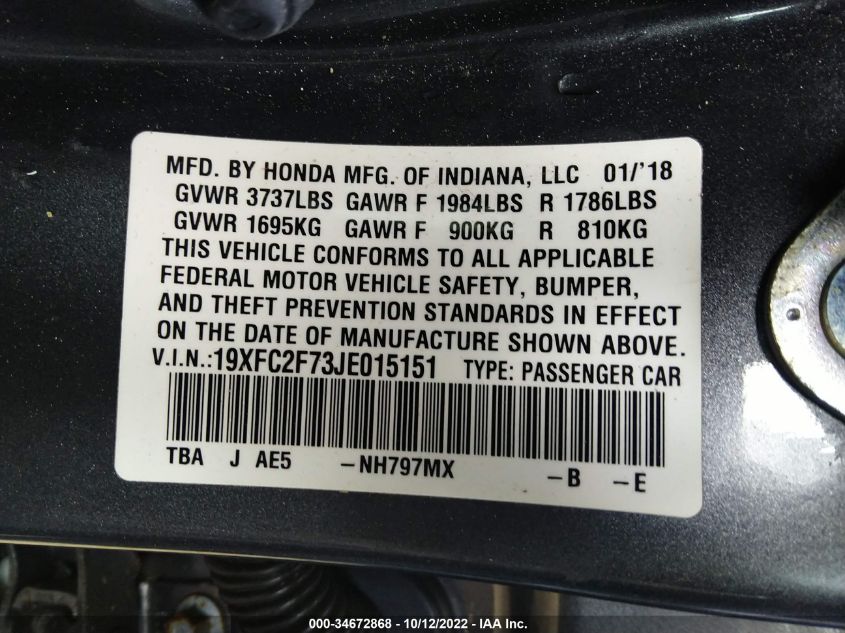 MFD. BY HONDA MFG. OF INDIANA, LLC 01/'18
GVWR 3737LBS GAWR F 1984LBS R 1786LBS
GVWR 1695KG GAWR F 900KG R 810KG
THIS VEHICLE CONFORMS TO ALL APPLICABLE
FEDERAL MOTOR VEHICLE SAFETY, BUMPER,
AND THEFT PREVENTION STANDARDS IN EFFECT
ON THE DATE OF MANUFACTURE SHOWN ABOVE.
V.I.N.:19XFC2F73JE015151 TYPE: PASSENGER CAR
TBA J AE5 –NH797MX –B –E
000-34672868 - 10/12/2022 - IAA Inc.